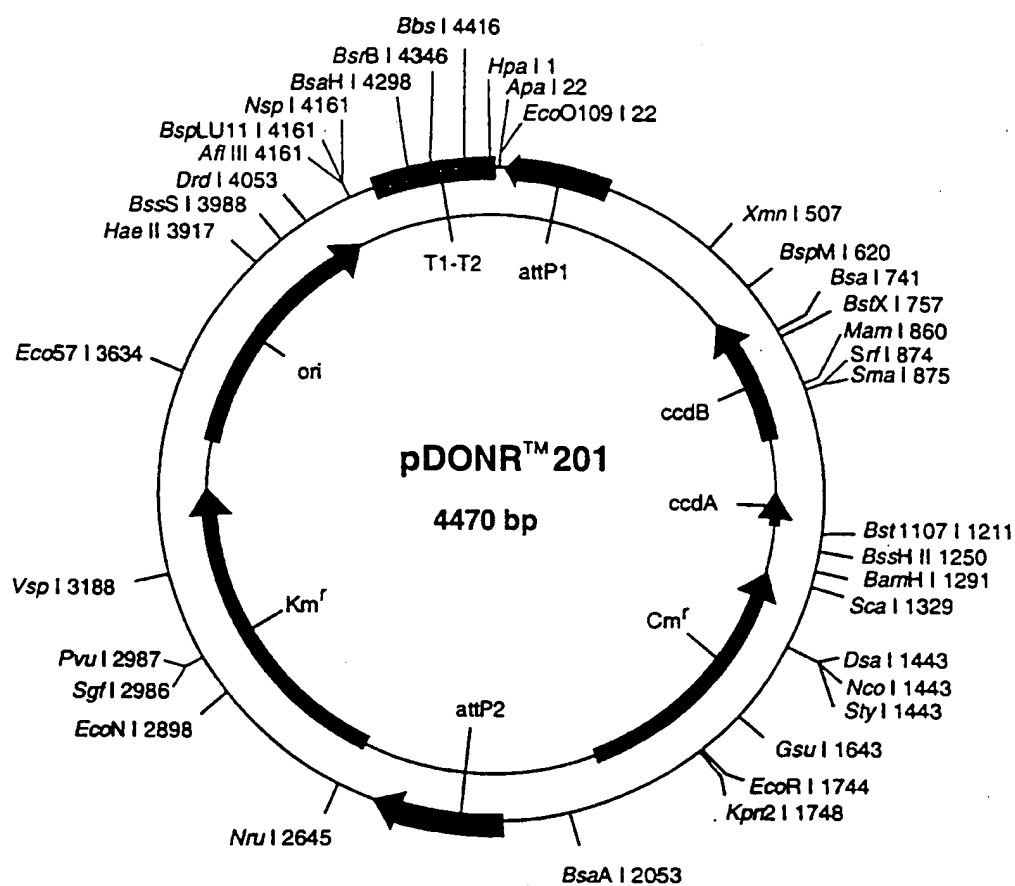 Bbs I 4416
BsrB I 4346
BsaH I 4298
Nsp I 4161
BspLU11 I 4161
Afl III 4161
Drd I 4053
BssS I 3988
Hae II 3917
Eco57 I 3634
Vsp I 3188
Pvu I 2987
Sgf I 2986
EcoN I 2898
Nru I 2645
Hpa I 1
Apa I 22
EcoO109 I 22
Xmn I 507
BspM I 620
Bsa I 741
BstX I 757
Mam I 860
Srf I 874
Sma I 875
Bst1107 I 1211
BssH II 1250
BamH I 1291
Sca I 1329
Dsa I 1443
Nco I 1443
Sty I 1443
Gsu I 1643
EcoR I 1744
Kpn2 I 1748
BsaA I 2053
T1-T2
attP1
ori
ccdB
pDONR™201
4470 bp
ccdA
Kmr
Cmr
attP2